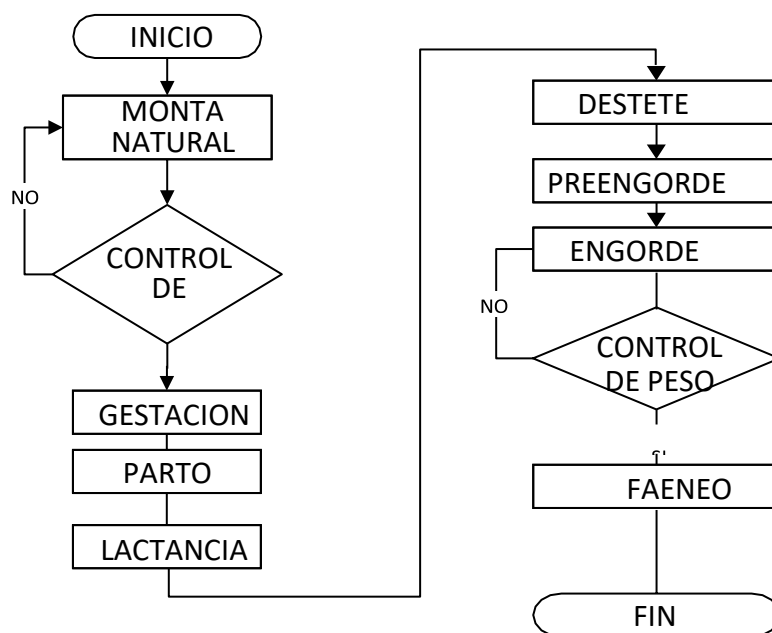 INICIO
MONTA
NATURAL
NO
CONTROL
DE
GESTACION
PARTO
LACTANCIA
DESTETE
PREENGORDE
ENGORDE
NO
CONTROL
DE PESO
FAENEO
FIN